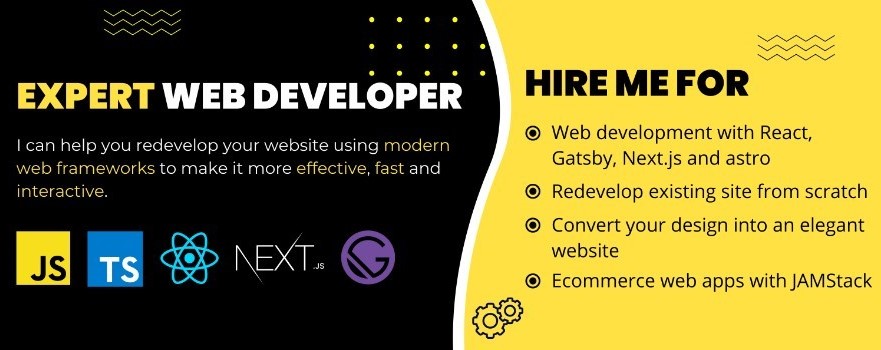 EXPERT WEB DEVELOPER
I can help you redevelop your website using modern
web frameworks to make it more effective, fast and
interactive.
JS
TS
NEXT.JS
G
HIRE ME FOR
Web development with React,
Gatsby, Next.js and astro
Redevelop existing site from scratch
Convert your design into an elegant
website
Ecommerce web apps with JAMStack